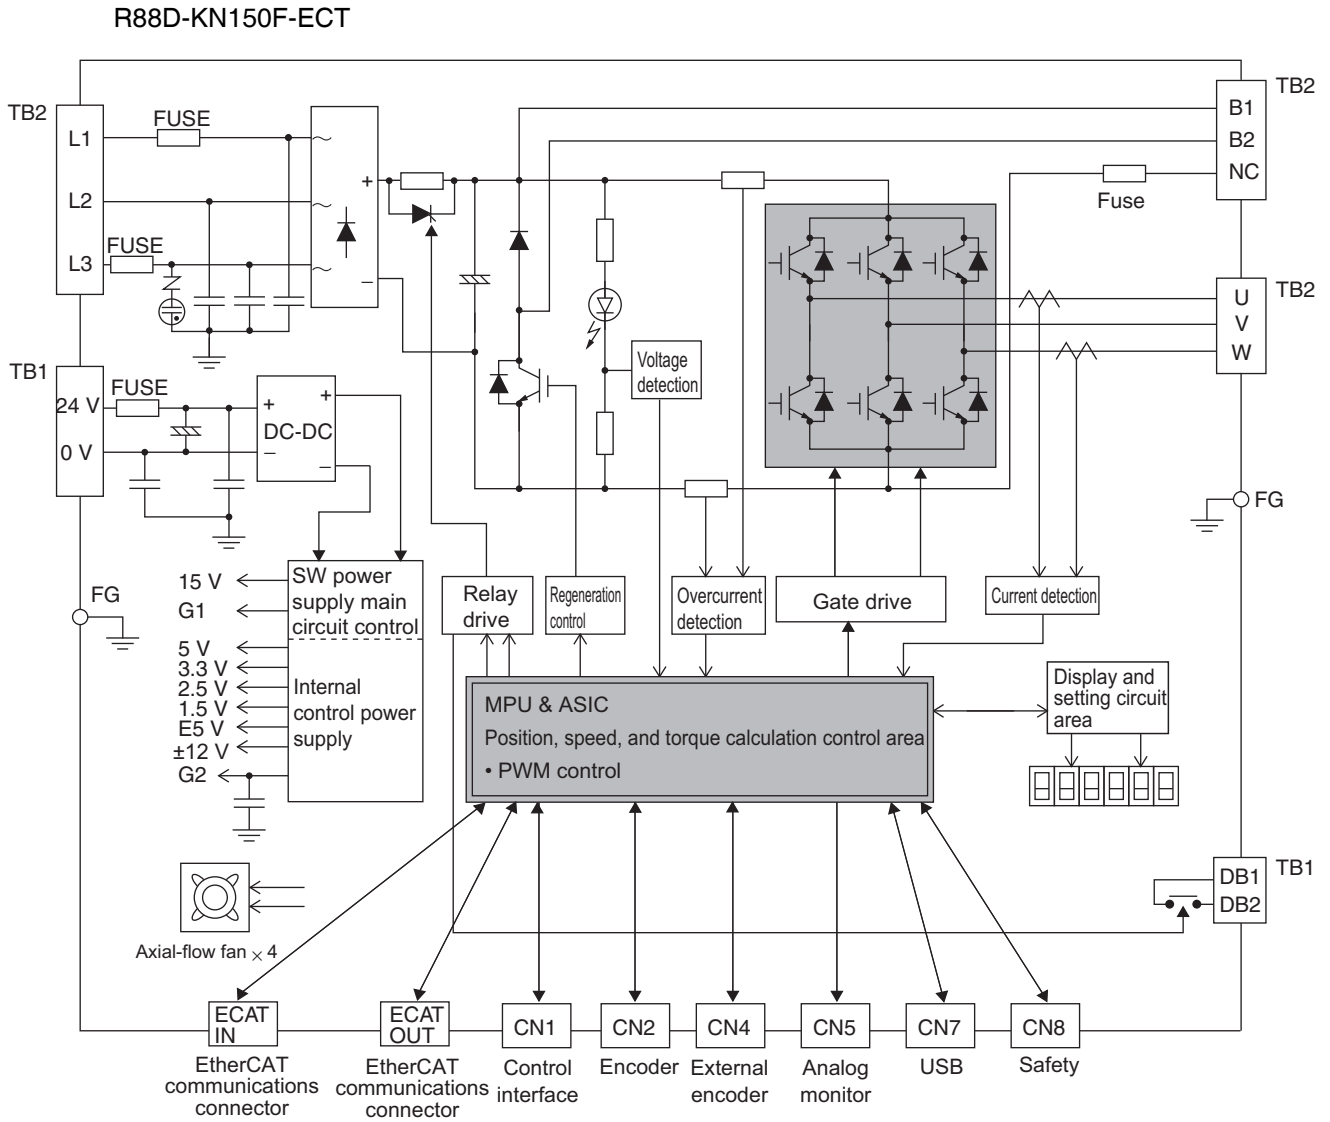 R88D-KN150F-ECT
TB2
L1
L2
L3
FUSE
FUSE
+
−
TB2
B1
B2
NC
Fuse
TB2
U
V
W
TB1
24 V
0 V
FUSE
+
+
DC-DC
−
−
Voltage
detection
FG
FG
15 V
G1
5 V
3.3 V
2.5 V
1.5 V
E5 V
±12 V
G2
SW power
supply main
circuit control
Internal
control power
supply
Relay
drive
Regeneration
control
Overcurrent
detection
Gate drive
Current detection
MPU & ASIC
Position, speed, and torque calculation control area
• PWM control
Display and
setting circuit
area
Axial-flow fan × 4
TB1
DB1
DB2
ECAT
IN
ECAT
OUT
CN1
CN2
CN4
CN5
CN7
CN8
EtherCAT
communications
connector
EtherCAT
communications
connector
Control
interface
Encoder
External
encoder
Analog
monitor
USB
Safety